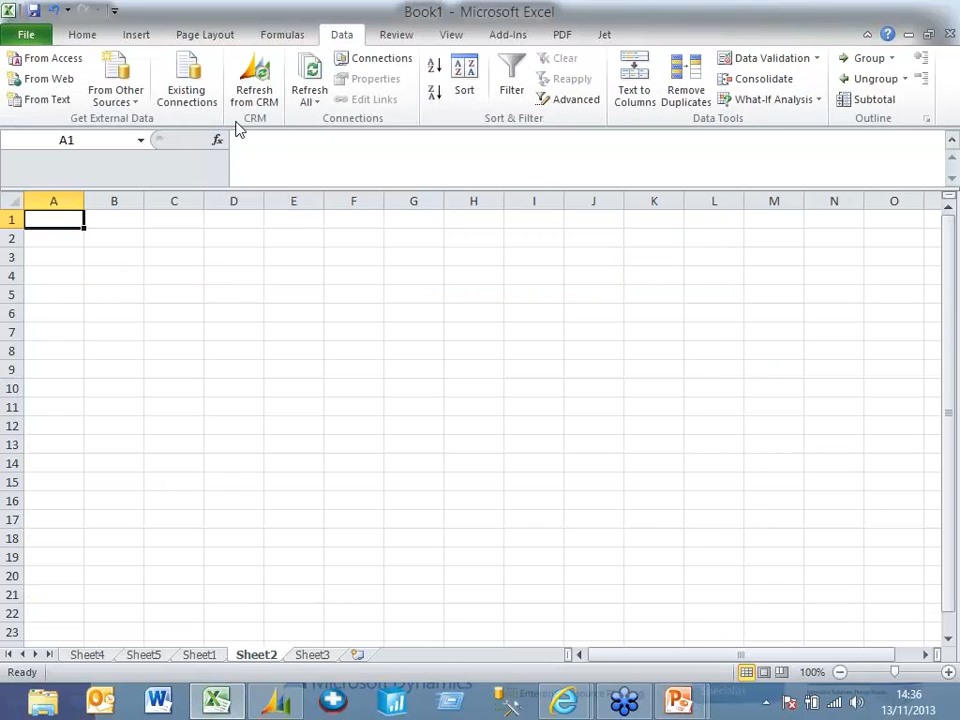 Book1 - Microsoft Excel
File Home Insert Page Layout Formulas Data Review View Add-Ins PDF Jet
From Access
From Web
From Text
From Other Sources
Existing Connections
Get External Data
Refresh from CRM
CRM
Refresh All
Connections
Properties
Edit Links
Connections
Sort
Filter
Clear
Reapply
Advanced
Sort & Filter
Text to Columns
Remove Duplicates
Data Validation
Consolidate
What-If Analysis
Data Tools
Group
Ungroup
Subtotal
Outline
A1 fx
A B C D E F G H I J K L M N O
1
2
3
4
5
6
7
8
9
10
11
12
13
14
15
16
17
18
19
20
21
22
23
Sheet4 Sheet5 Sheet1 Sheet2 Sheet3
Ready 100%
Microsoft Dynamics
14:36
13/11/2013